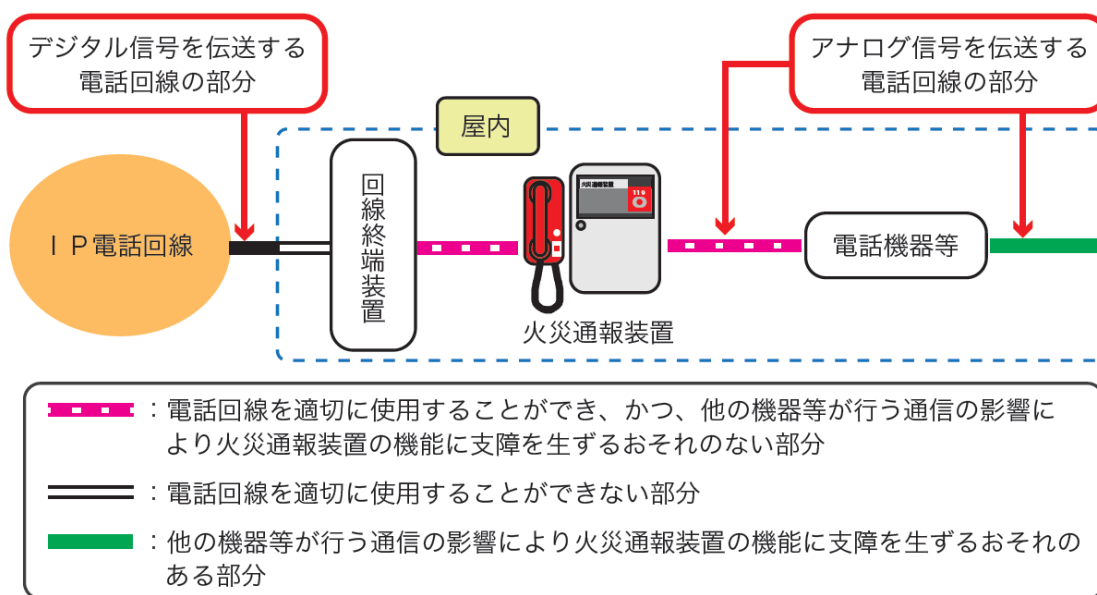 デジタル信号を伝送する
電話回線の部分
アナログ信号を伝送する
電話回線の部分
屋内
ＩＰ電話回線
回線終端装置
火災通報装置
119
電話機器等
火災通報装置
：電話回線を適切に使用することができ、かつ、他の機器等が行う通信の影響に
より火災通報装置の機能に支障を生ずるおそれのない部分
：電話回線を適切に使用することができない部分
：他の機器等が行う通信の影響により火災通報装置の機能に支障を生ずるおそれの
ある部分